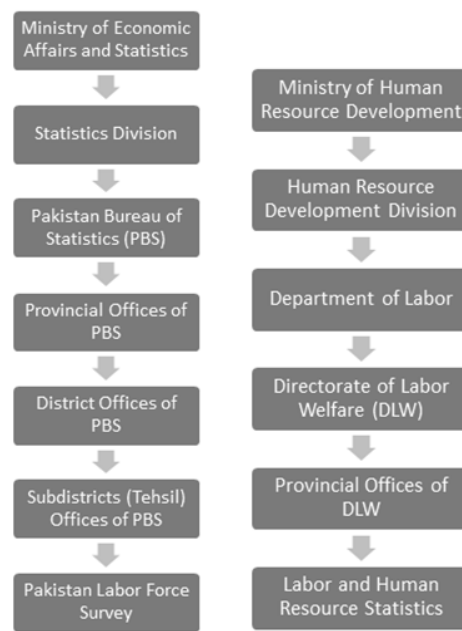 Ministry of Economic
Affairs and Statistics
Statistics Division
Pakistan Bureau of
Statistics (PBS)
Provincial Offices of
PBS
District Offices of
PBS
Subdistricts (Tehsil)
Offices of PBS
Pakistan Labor Force
Survey
Ministry of Human
Resource Development
Human Resource
Development Division
Department of Labor
Directorate of Labor
Welfare (DLW)
Provincial Offices of
DLW
Labor and Human
Resource Statistics